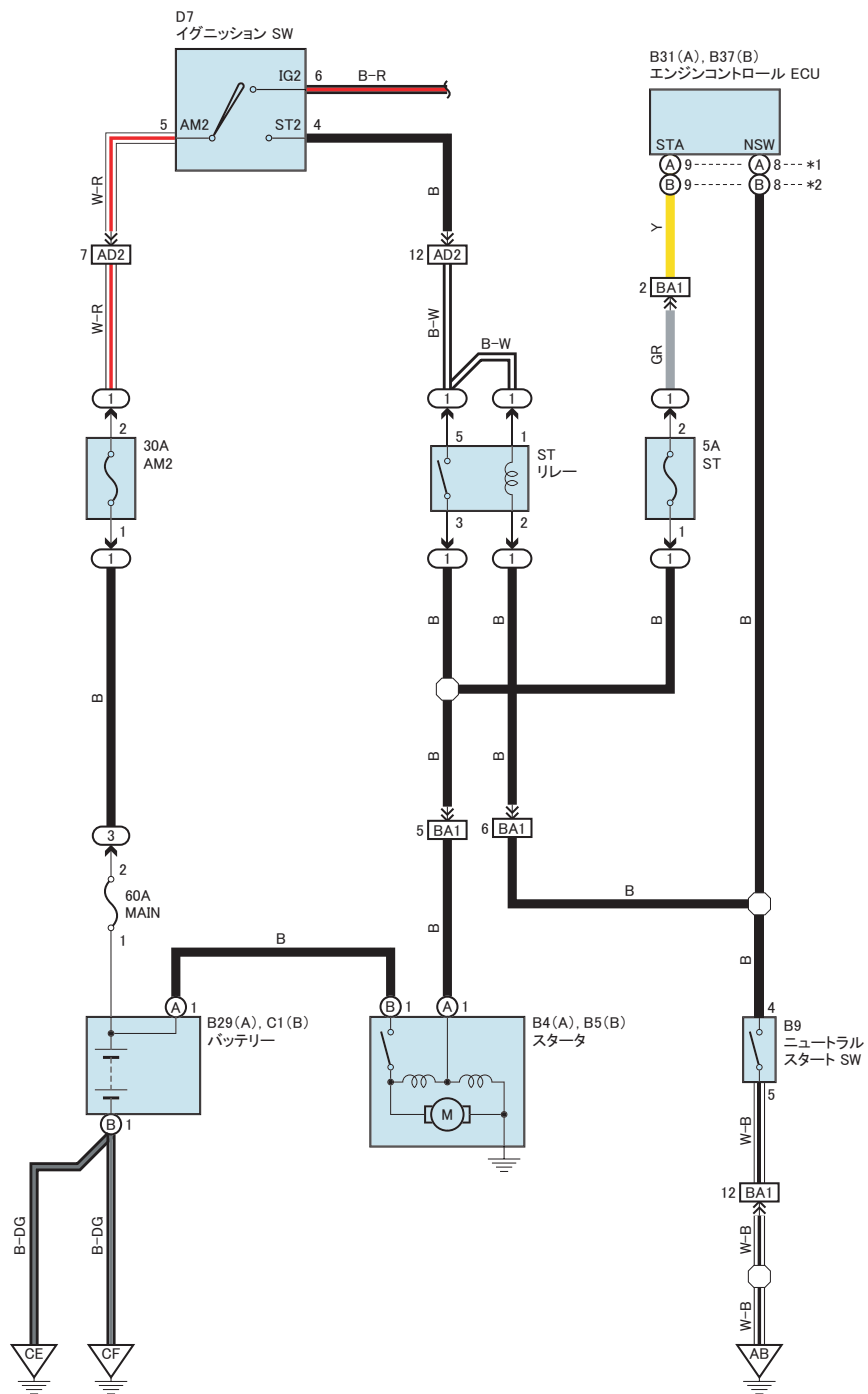 D7
イグニッション SW
IG2
6
B-R
5
AM2
ST2
4
B31(A), B37(B)
エンジンコントロール ECU
STA
NSW
A
9
A
8
*1
B
9
B
8
*2
W-R
B
Y
7
AD2
12
AD2
2
BA1
W-R
B-W
B-W
GR
B
1
1
1
1
2
5
1
2
30A
AM2
ST
リレー
5A
ST
1
3
2
1
1
1
1
1
B
B
B
B
B
B
5
BA1
6
BA1
3
2
60A
MAIN
1
B
B
B
B
A
1
B
1
A
1
4
B29(A), C1(B)
バッテリー
B4(A), B5(B)
スタータ
B9
ニュートラル
スタート SW
M
5
B
1
W-B
12
BA1
B-DG
B-DG
W-B
W-B
CE
CF
AB